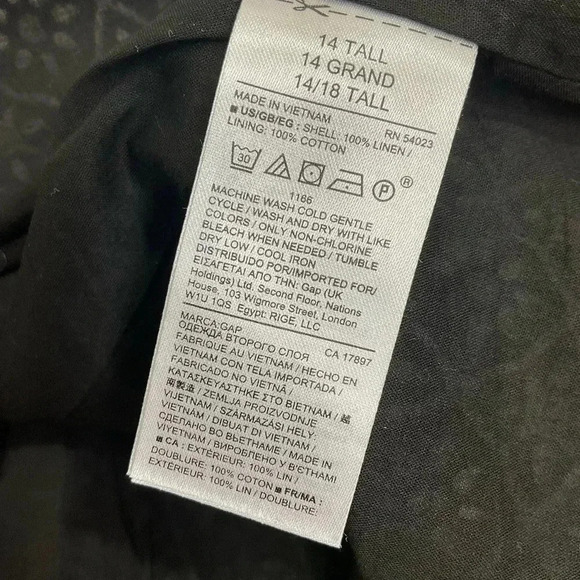 14 TALL
14 GRAND
14/18 TALL
MADE IN VIETNAM RN 54023
■ US/GB/EG : SHELL: 100% LINEN /
LINING: 100% COTTON
30 P ®
1166
MACHINE WASH COLD GENTLE
CYCLE / WASH AND DRY WITH LIKE
COLORS / ONLY NON-CHLORINE
BLEACH WHEN NEEDED / TUMBLE
DRY LOW / COOL IRON
DISTRIBUIDO POR/IMPORTED FOR/
ΕΙΣΑΓΕΤΑΙ ΑΠΟ ΤΗΝ: Gap (UK
Holdings) Ltd. Second Floor, Nations
House, 103 Wigmore Street, London
W1U 1QS Egypt: RIGE, LLC
MARCA:GAP CA 17897
ОДЕЖДА ВТОРОГО СЛОЯ
FABRIQUE AU VIETNAM / HECHO EN
VIETNAM CON TELA IMPORTADA /
FABRICADO NO VIETNÃ /
ΚΑΤΑΣΚΕΥΑΣΤΗΚΕ ΣΤΟ ΒΙΕΤΝΑΜ / 越
南製造 / ZEMLJA PROIZVODNJE
VIJETNAM / SZÁRMAZÁSI HELY:
VIETNAM / DIBUAT DI VIETNAM /
СДЕЛАНО ВО ВЬЕТНАМЕ / MADE IN
VIYETNAM / ВИРОБЛЕНО У В'ЄТНАМІ
■ CA : EXTÉRIEUR: 100% LIN /
DOUBLURE: 100% COTON ■ FR/MA :
EXTÉRIEUR: 100% LIN / DOUBLURE: